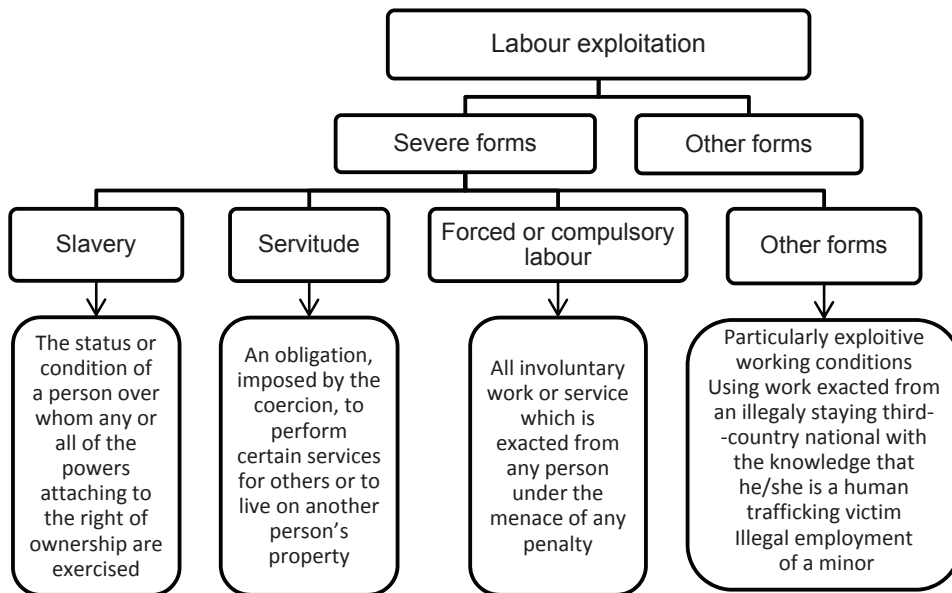 Labour exploitation
Severe forms
Other forms
Slavery
Servitude
Forced or compulsory
labour
Other forms
The status or
condition of
a person over
whom any or
all of the
powers
attaching to
the right of
ownership are
exercised
An obligation,
imposed by the
coercion, to
perform
certain services
for others or to
live on another
person’s
property
All involuntary
work or service
which is
exacted from
any person
under the
menace of any
penalty
Particularly exploitive
working conditions
Using work exacted from
an illegaly staying third-
-country national with
the knowledge that
he/she is a human
trafficking victim
Illegal employment
of a minor